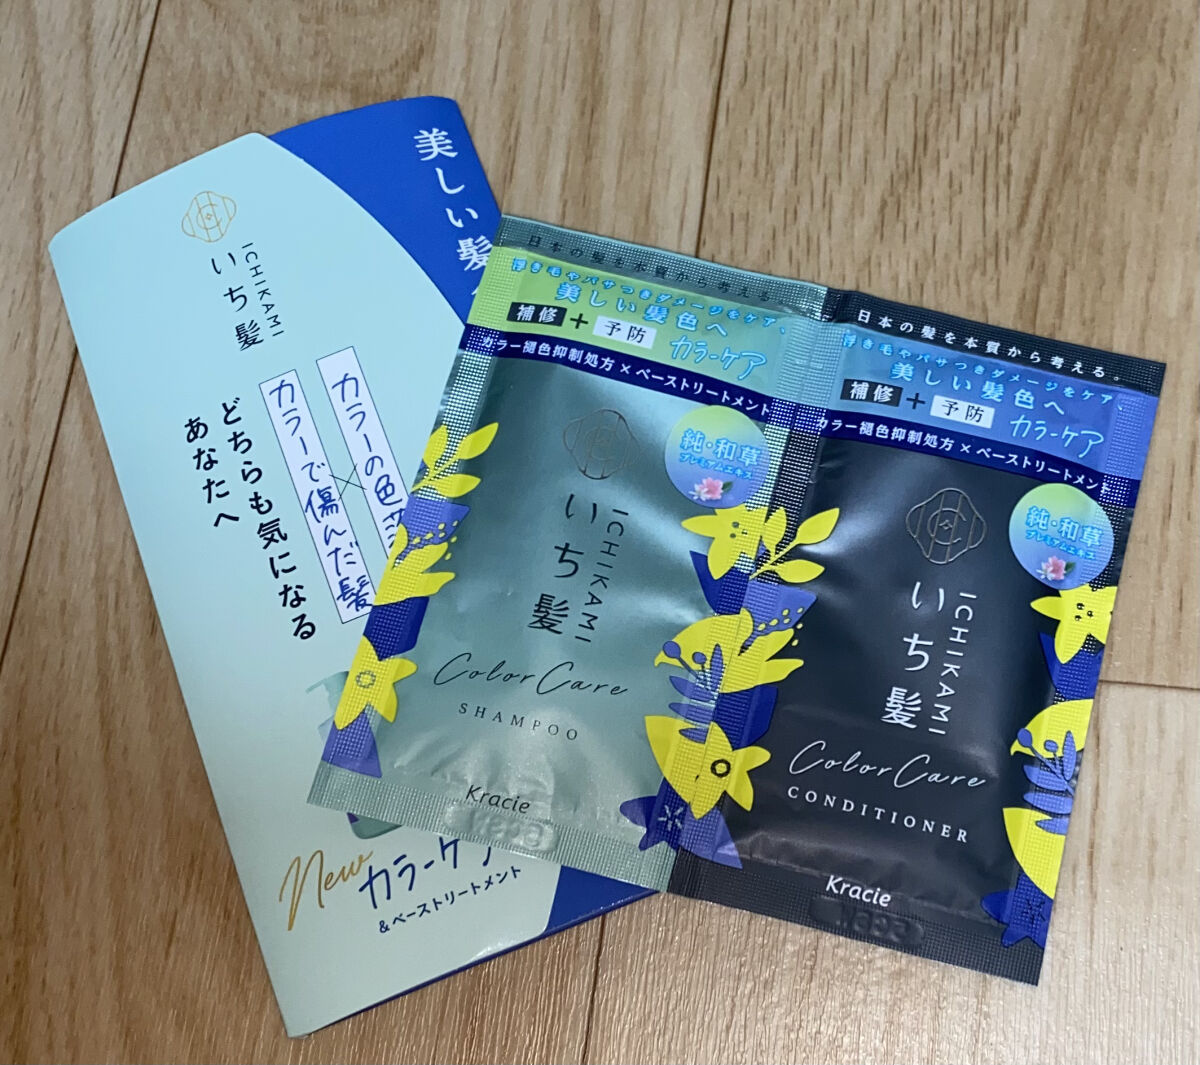 美しい髪
いち髪
ICHIKAMI
カラーの色
カラーで傷んだ髪
どちらも気になる
あなたへ
New
カラーケア
&ベーストリートメント
日本の髪を本質から考える。
浮き毛やパサつきダメージをケア、
美しい髪色へ
補修+予防 カラーケア
カラー褪色抑制処方×ベーストリートメント
純・和草
プレミアムエキス
いち髪
ICHIKAMI
Color Care
SHAMPOO
Kracie
日本の髪を本質から考える。
浮き毛やパサつきダメージをケア、
美しい髪色へ
補修+予防 カラーケア
カラー褪色抑制処方×ベーストリートメント
純・和草
プレミアムエキス
いち髪
ICHIKAMI
Color Care
CONDITIONER
Kracie